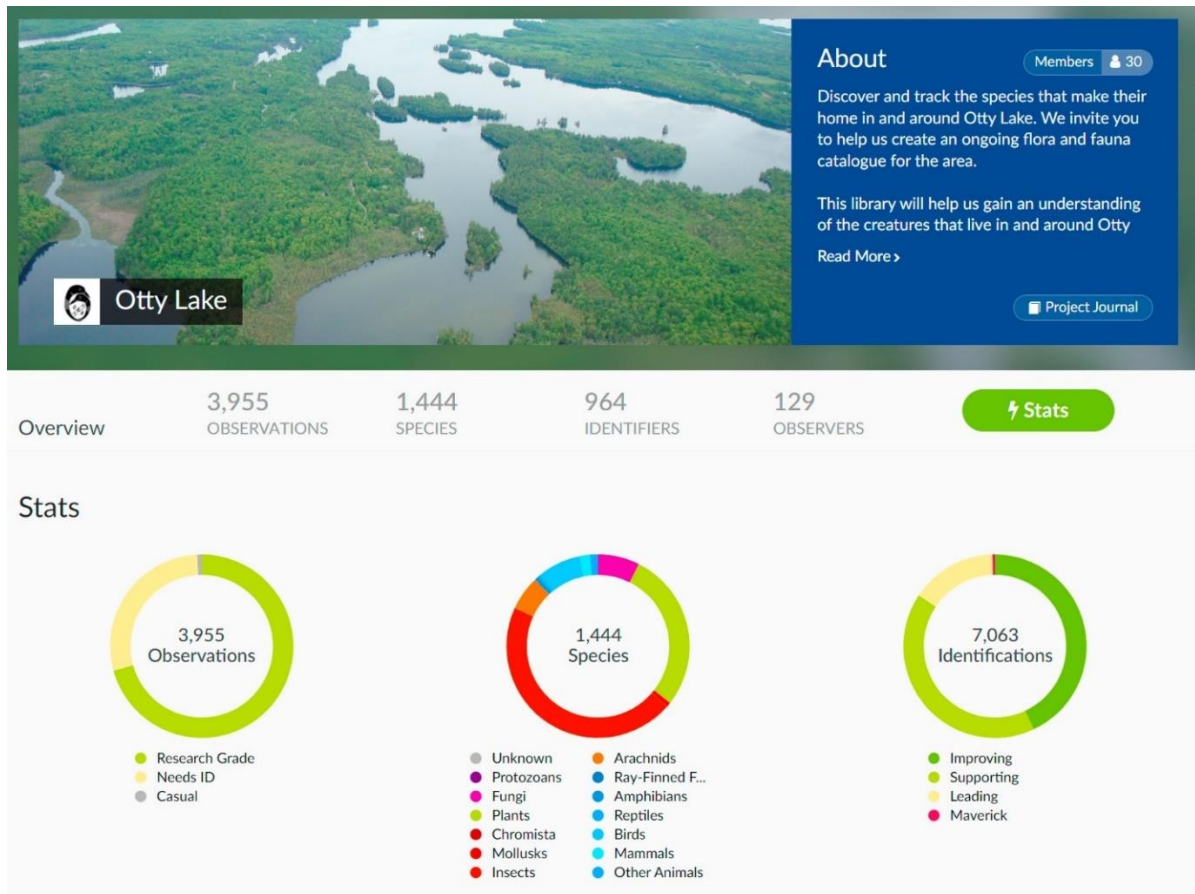 About
Members 30
Discover and track the species that make their
home in and around Otty Lake. We invite you
to help us create an ongoing flora and fauna
catalogue for the area.
This library will help us gain an understanding
of the creatures that live in and around Otty
Read More >
Otty Lake
Project Journal
Overview
3,955
OBSERVATIONS
1,444
SPECIES
964
IDENTIFIERS
129
OBSERVERS
Stats
Stats
3,955
Observations
Research Grade
Needs ID
Casual
1,444
Species
Unknown
Protozoans
Fungi
Plants
Chromista
Mollusks
Insects
Arachnids
Ray-Finned F...
Amphibians
Reptiles
Birds
Mammals
Other Animals
7,063
Identifications
Improving
Supporting
Leading
Maverick